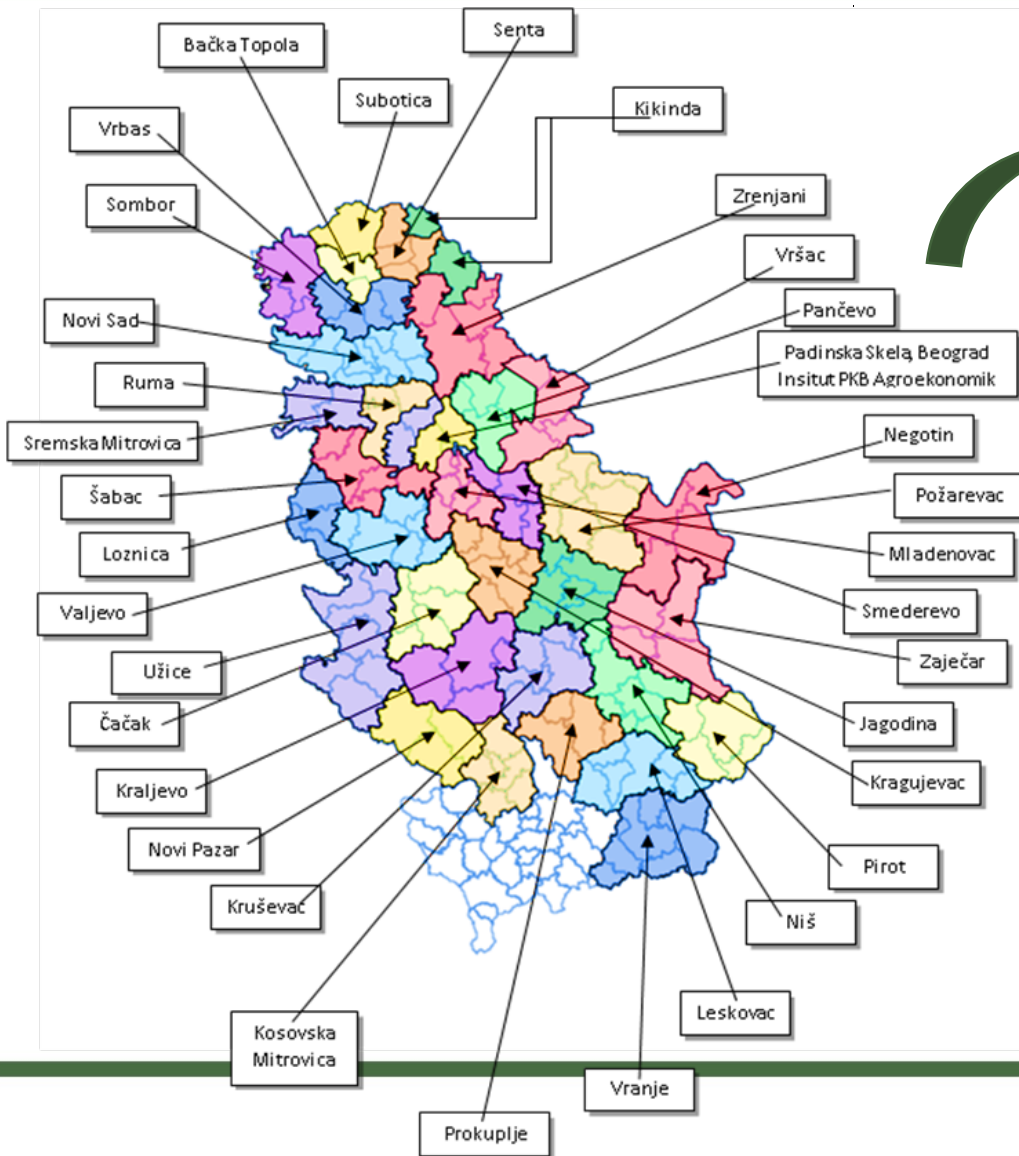 Senta
Bačka Topola
Subotica
Kikinda
Vrbas
Zrenjani
Sombor
Vršac
Pančevo
Novi Sad
Padinska Skela, Beograd
Insitut PKB Agroekonomik
Ruma
Negotin
Sremska Mitrovica
Požarevac
Šabac
Mladenovac
Loznica
Smederevo
Valjevo
Zaječar
Užice
Jagodina
Čačak
Kragujevac
Kraljevo
Novi Pazar
Pirot
Kruševac
Niš
Leskovac
Kosovska
Mitrovica
Vranje
Prokuplje